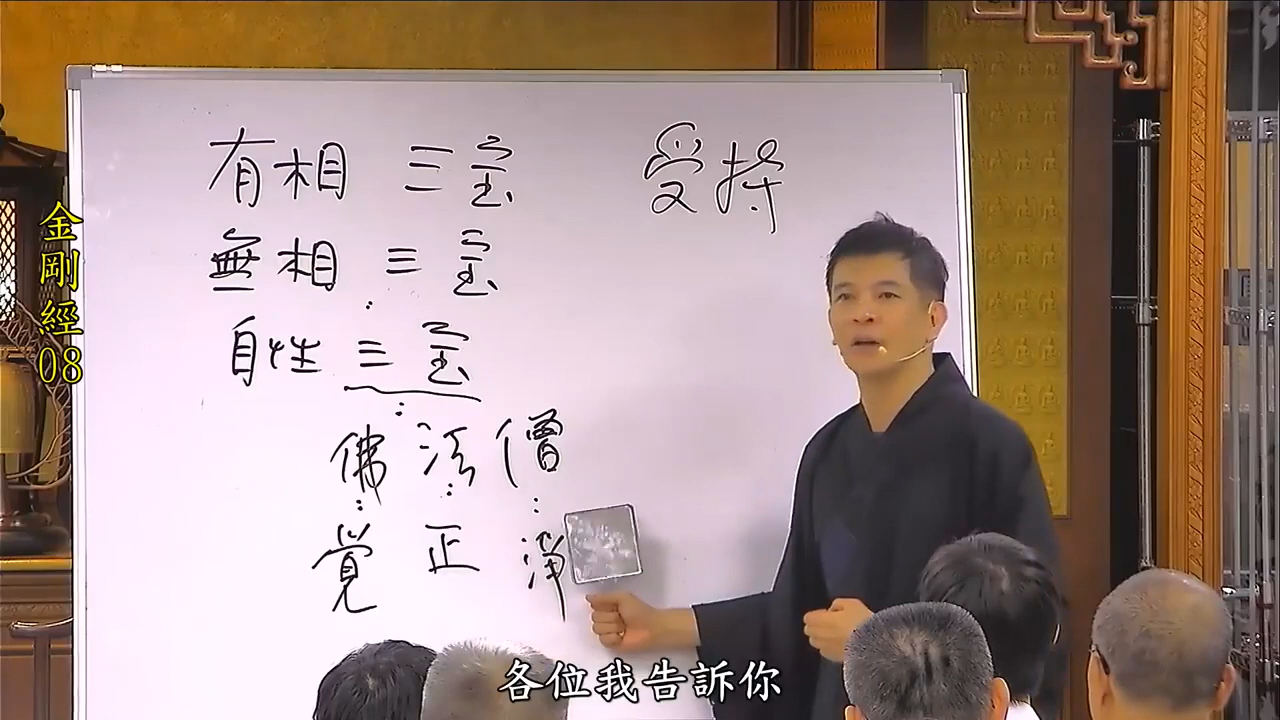 金剛經08
有相 三宝 受持
無相 三宝
自性 三宝
佛 法 僧
覺 正 淨
各位我告訴你